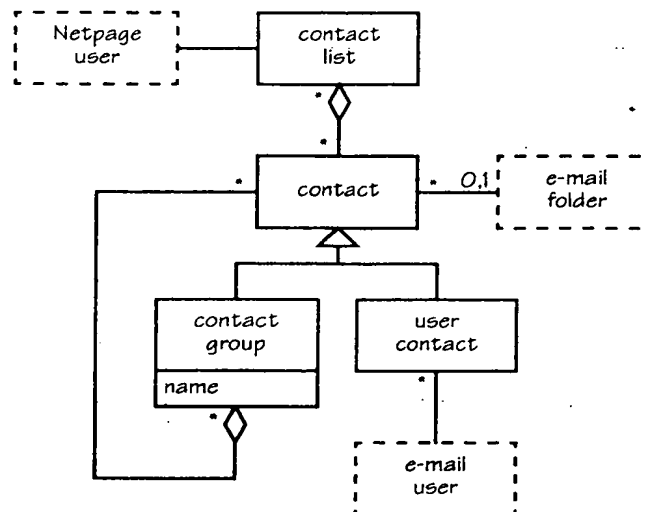 Netpage
user
contact
list
*
*
*
contact
*
0,1
e-mail
folder
contact
group
name
*
user
contact
*
e-mail
user